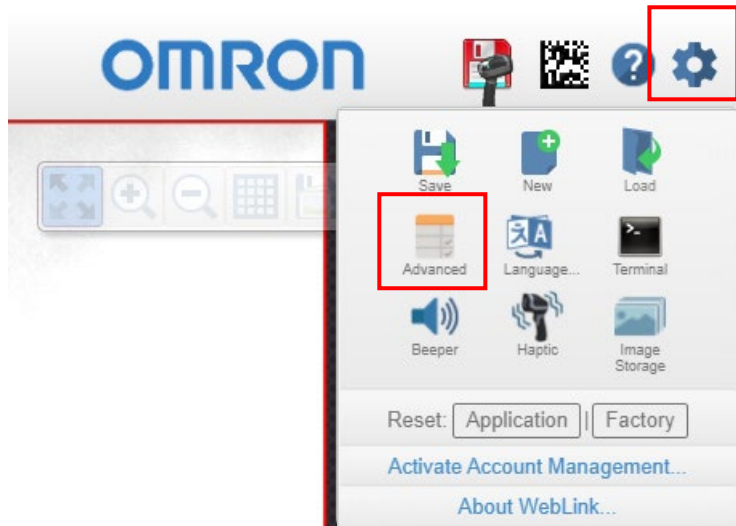 OMRON
Save New Load
Advanced Language... Terminal
>-
Beeper Haptic Image
Storage
Reset: Application | Factory
Activate Account Management...
About WebLink...